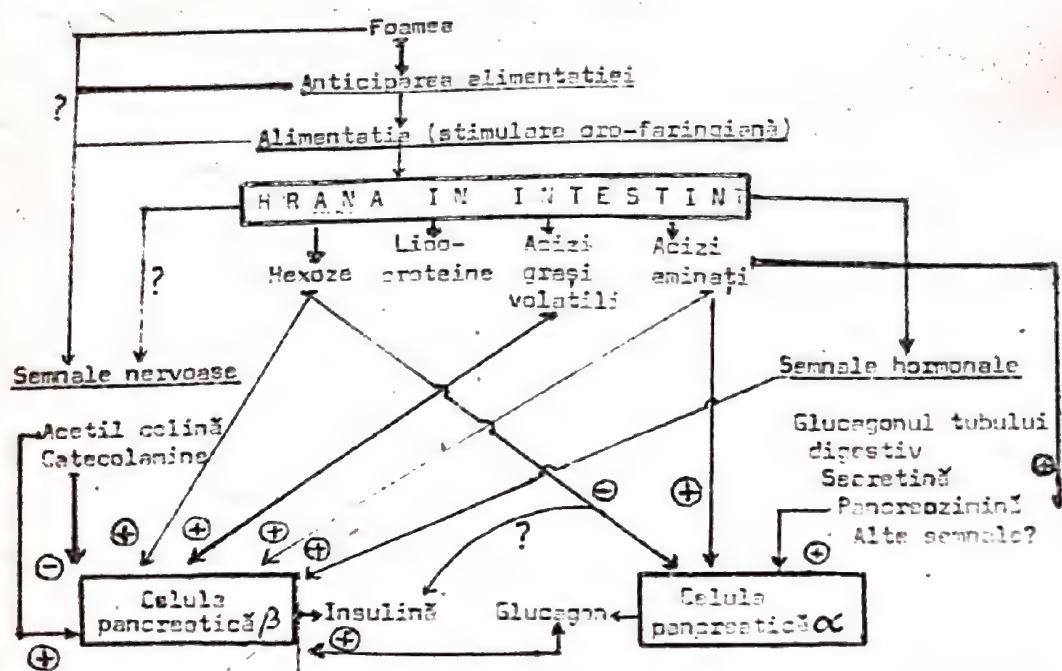 Foamea
Anticiparea alimentației
?
Alimentatia (stimulare oro-faringiană)
HRANA IN INTESTIN
Hexoze
Lipo-
proteine
Acizi
grași
volatili
Acizi
aminați
?
Semnale nervoase
Semnale hormonale
Acetil colină
Catecolamine
Glucagonul tubului
digestiv
Secretină
Pancreozimină
Alte semnale?
⊕
⊖
⊕
⊕
⊕
⊕
?
⊖
⊕
⊕
⊖
Celula
pancreatică β
Insulină
Glucagon
Celula
pancreatică α
⊕
⊕